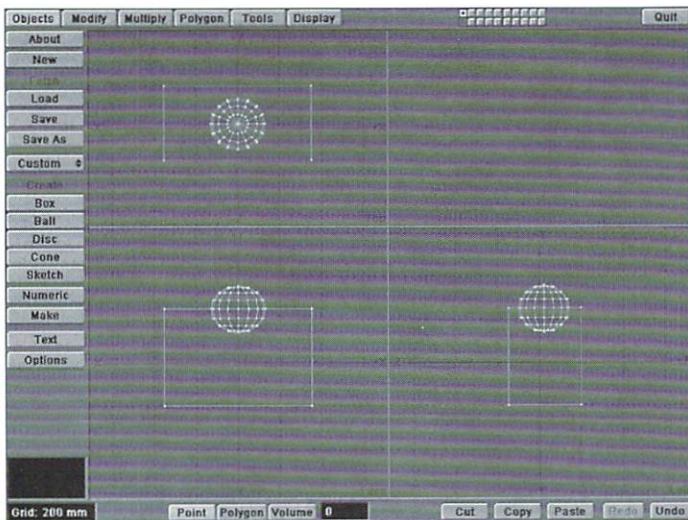 Objects Modify Multiply Polygon Tools Display Quit
About
New
Load
Save
Save As
Custom
Create
Box
Ball
Disc
Cone
Sketch
Numeric
Make
Text
Options
Grid: 200 mm Point Polygon Volume 0 Cut Copy Paste Redo Undo